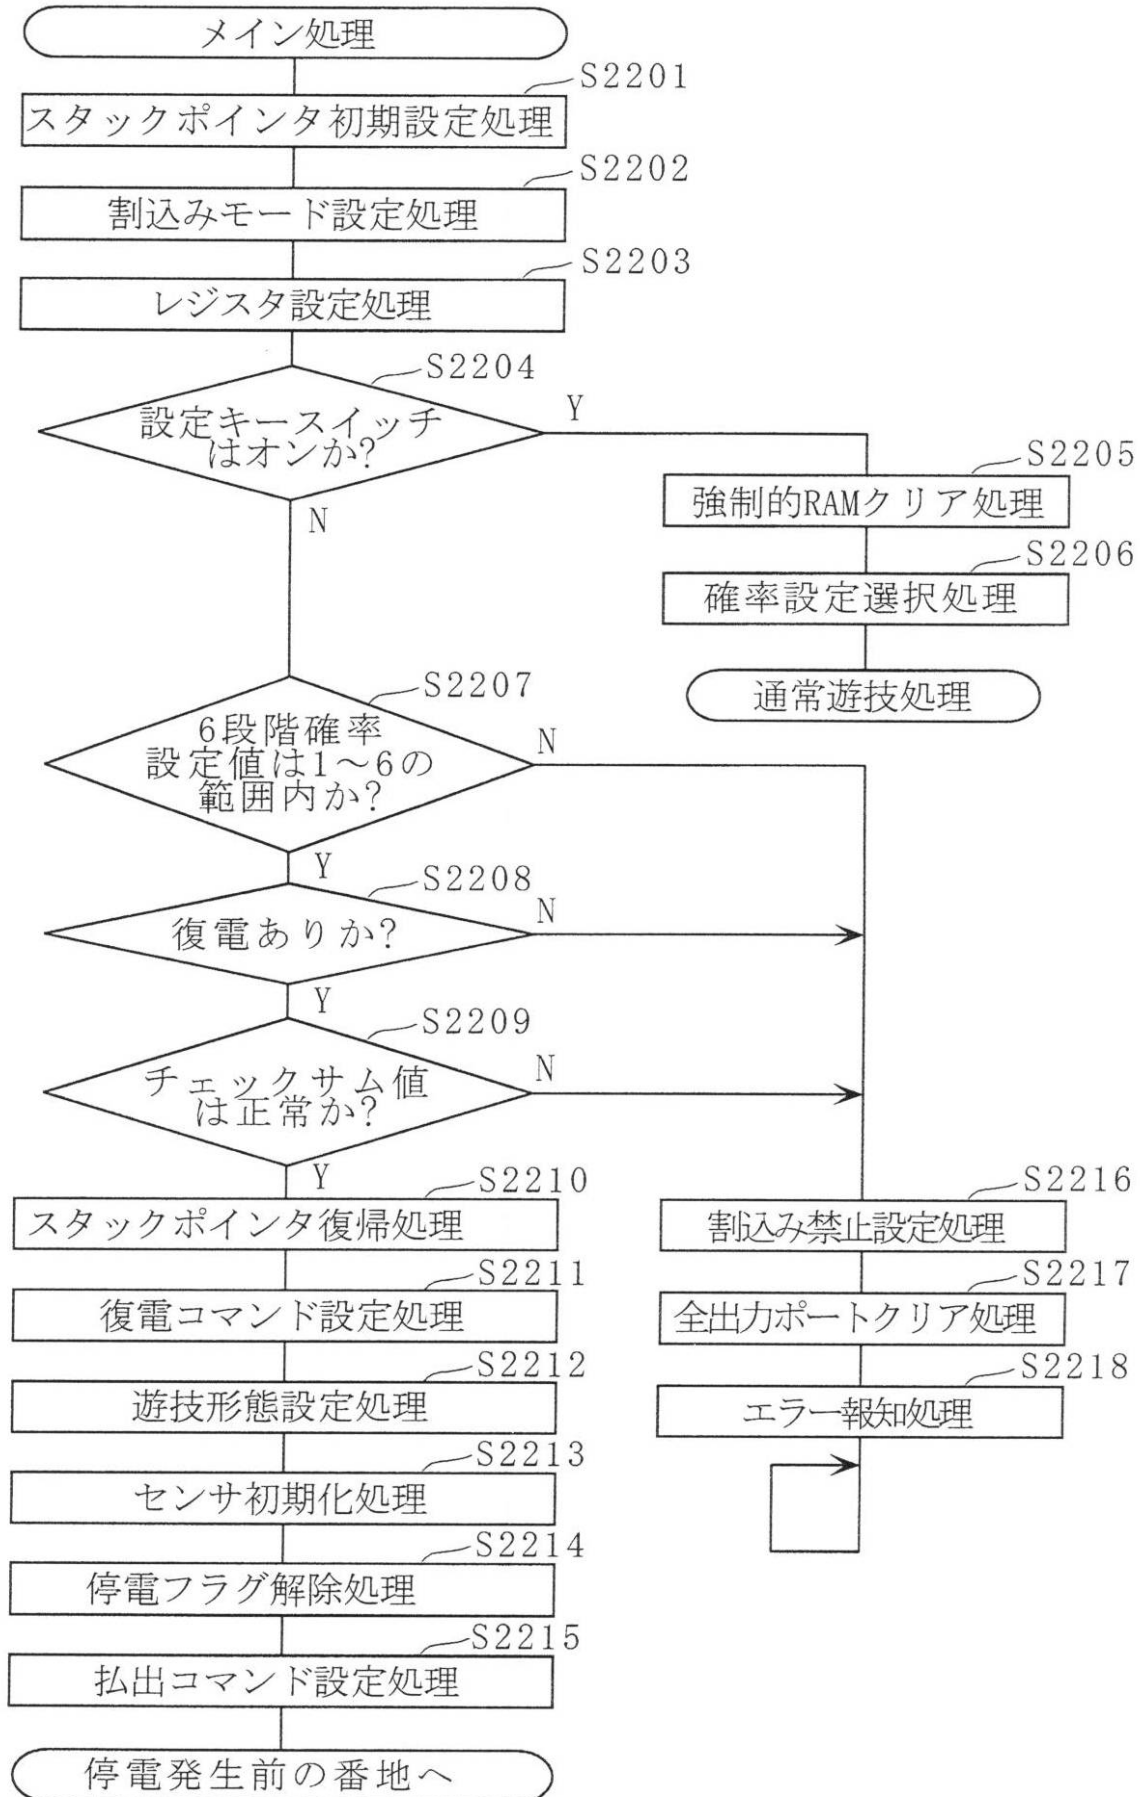 メイン処理
S2201
スタックポインタ初期設定処理
S2202
割込みモード設定処理
S2203
レジスタ設定処理
S2204
設定キースイッチ
はオンか?
Y
N
S2205
強制的RAMクリア処理
S2206
確率設定選択処理
通常遊技処理
S2207
6段階確率
設定値は1〜6の
範囲内か?
N
Y
S2208
復電ありか?
N
Y
S2209
チェックサム値
は正常か?
N
Y
S2210
スタックポインタ復帰処理
S2211
復電コマンド設定処理
S2212
遊技形態設定処理
S2213
センサ初期化処理
S2214
停電フラグ解除処理
S2215
払出コマンド設定処理
停電発生前の番地へ
S2216
割込み禁止設定処理
S2217
全出力ポートクリア処理
S2218
エラー報知処理